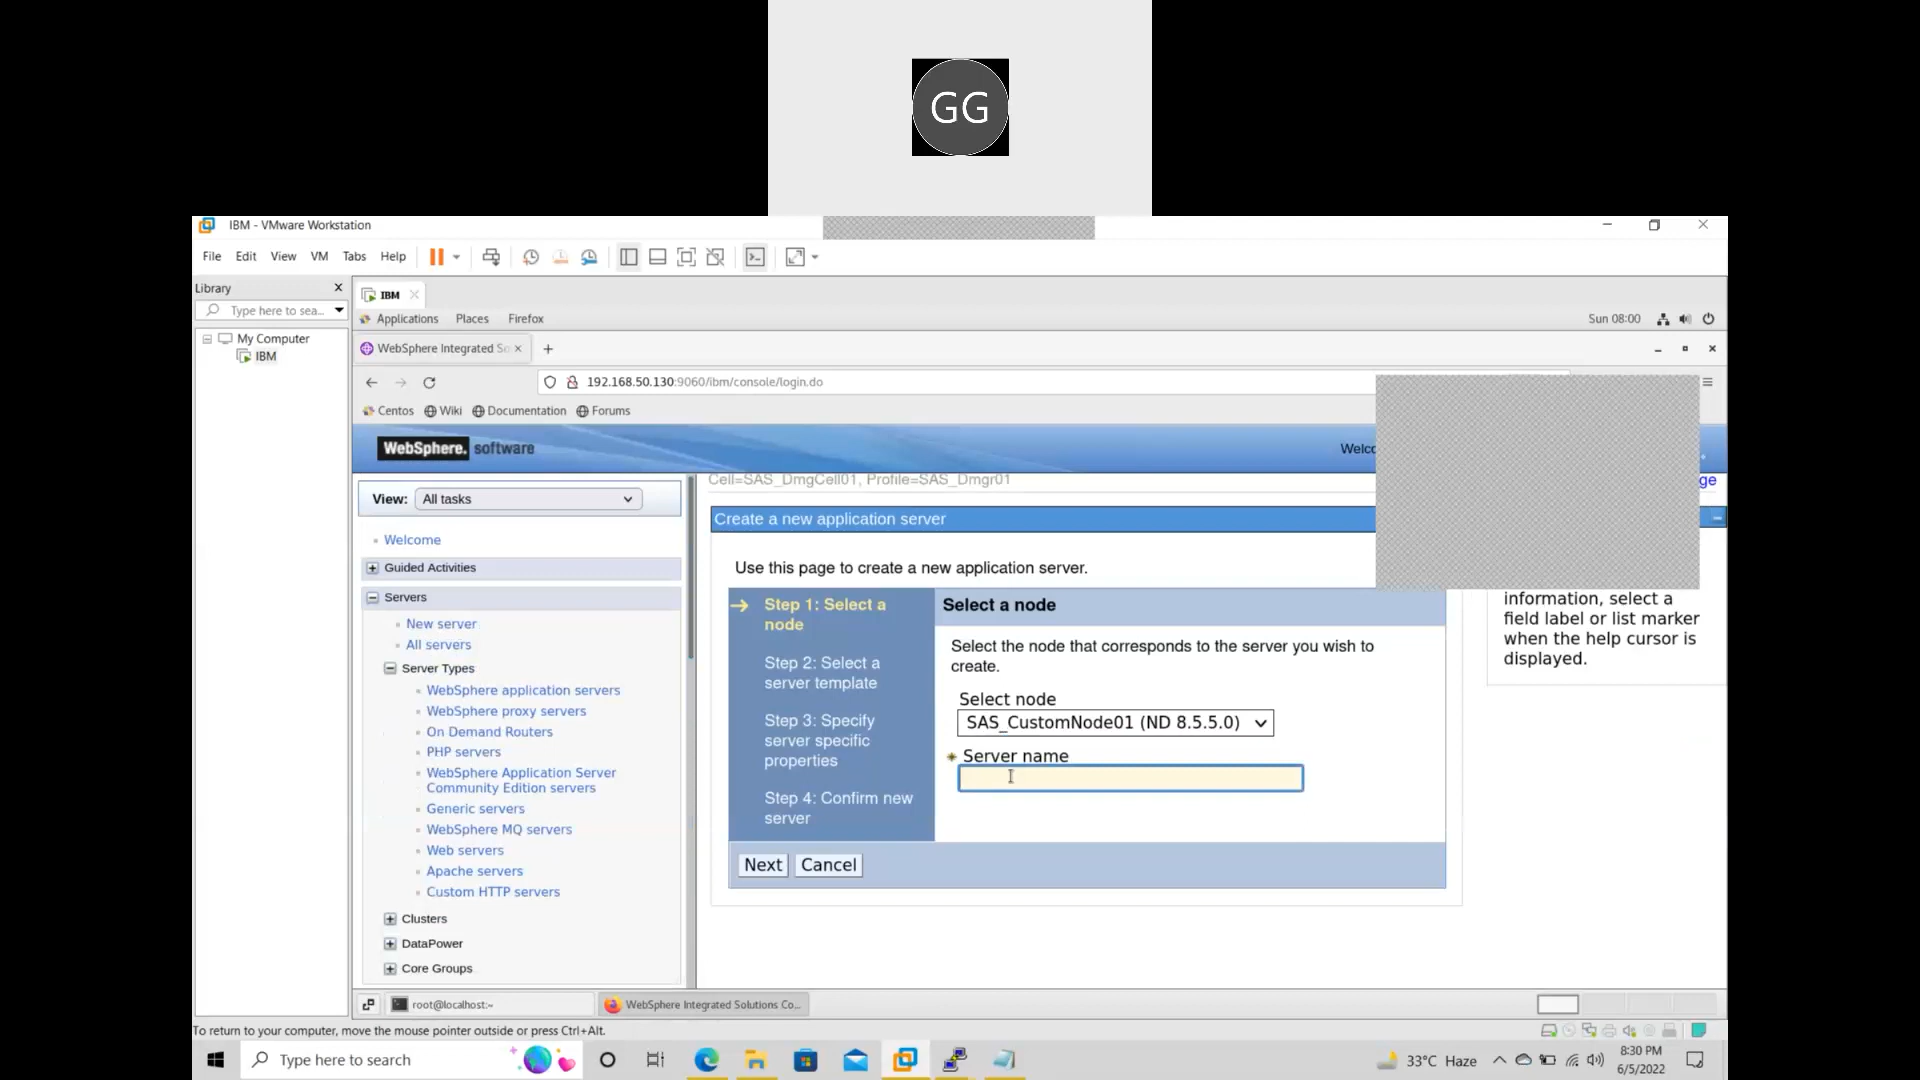 GG
IBM - VMware Workstation
File Edit View VM Tabs Help
Library
IBM
Type here to sea...
My Computer
IBM
Applications Places Firefox
Sun 08:00
WebSphere Integrated So
192.168.50.130:9060/ibm/console/login.do
Centos Wiki Documentation Forums
WebSphere. software
Welc
View: All tasks
Cell=SAS_DmgCell01, Profile=SAS_Dmgr01
ge
Welcome
Guided Activities
Servers
New server
All servers
Server Types
WebSphere application servers
WebSphere proxy servers
On Demand Routers
PHP servers
WebSphere Application Server
Community Edition servers
Generic servers
WebSphere MQ servers
Web servers
Apache servers
Custom HTTP servers
Clusters
DataPower
Core Groups
Create a new application server
Use this page to create a new application server.
Step 1: Select a
node
Step 2: Select a
server template
Step 3: Specify
server specific
properties
Step 4: Confirm new
server
Select a node
Select the node that corresponds to the server you wish to
create.
Select node
SAS_CustomNode01 (ND 8.5.5.0)
Server name
Next Cancel
information, select a
field label or list marker
when the help cursor is
displayed.
root@localhost:~
WebSphere Integrated Solutions Co...
To return to your computer, move the mouse pointer outside or press Ctrl+Alt.
Type here to search
33°C Haze
8:30 PM
6/5/2022